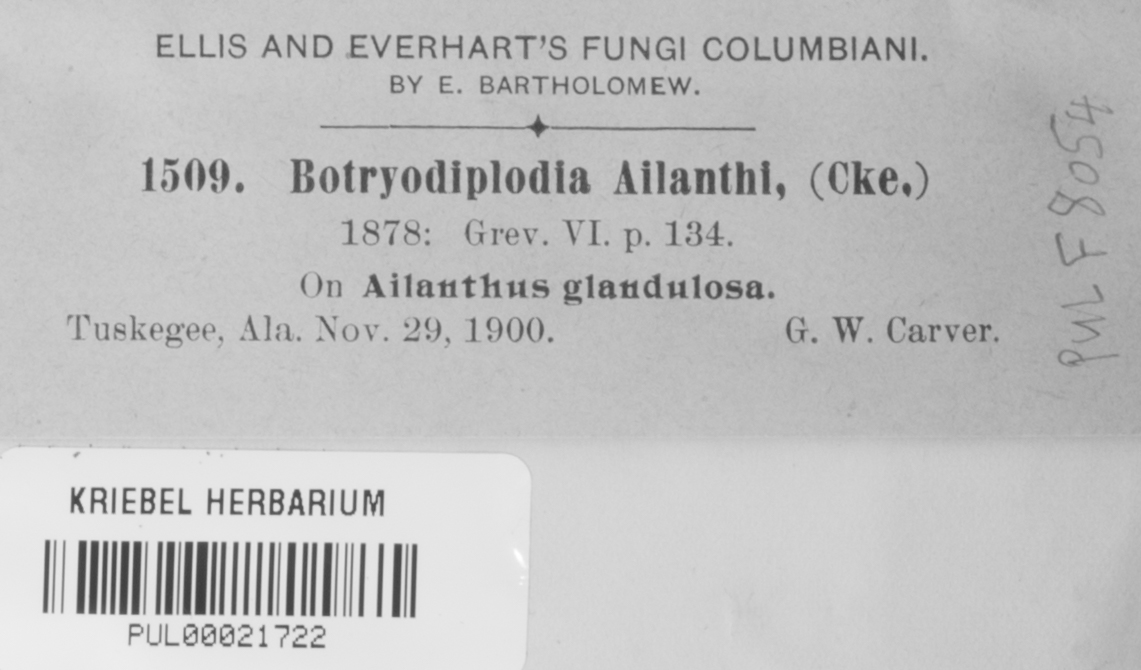 ELLIS AND EVERHART'S FUNGI COLUMBIANI.
BY E. BARTHOLOMEW.
1509. Botryodiplodia Ailanthi, (Cke.)
1878: Grev. VI. p. 134.
On Ailanthus glandulosa.
Tuskegee, Ala. Nov. 29, 1900. G. W. Carver.
PUL F 8054
KRIEBEL HERBARIUM
PUL00021722